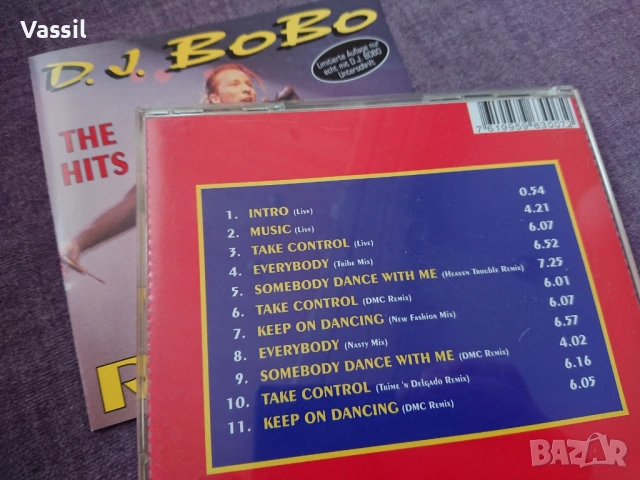 Vassil
D.J. BOBO
Limitierte Auflage nur
echt mit D.J. BOBO
Unterschrift
THE
HITS
R
7 619959 630072
1. INTRO (Live) 0.54
2. MUSIC (Live) 4.21
3. TAKE CONTROL (Live) 6.07
4. EVERYBODY (Tribe Mix) 6.52
5. SOMEBODY DANCE WITH ME (Heaven Trouble Remix) 7.25
6. TAKE CONTROL (DMC Remix) 6.01
7. KEEP ON DANCING (New Fashion Mix) 6.07
8. EVERYBODY (Nasty Mix) 6.57
9. SOMEBODY DANCE WITH ME (DMC Remix) 4.02
10. TAKE CONTROL (Trime 'n Delgado Remix) 6.16
11. KEEP ON DANCING (DMC Remix) 6.05
BAZAR